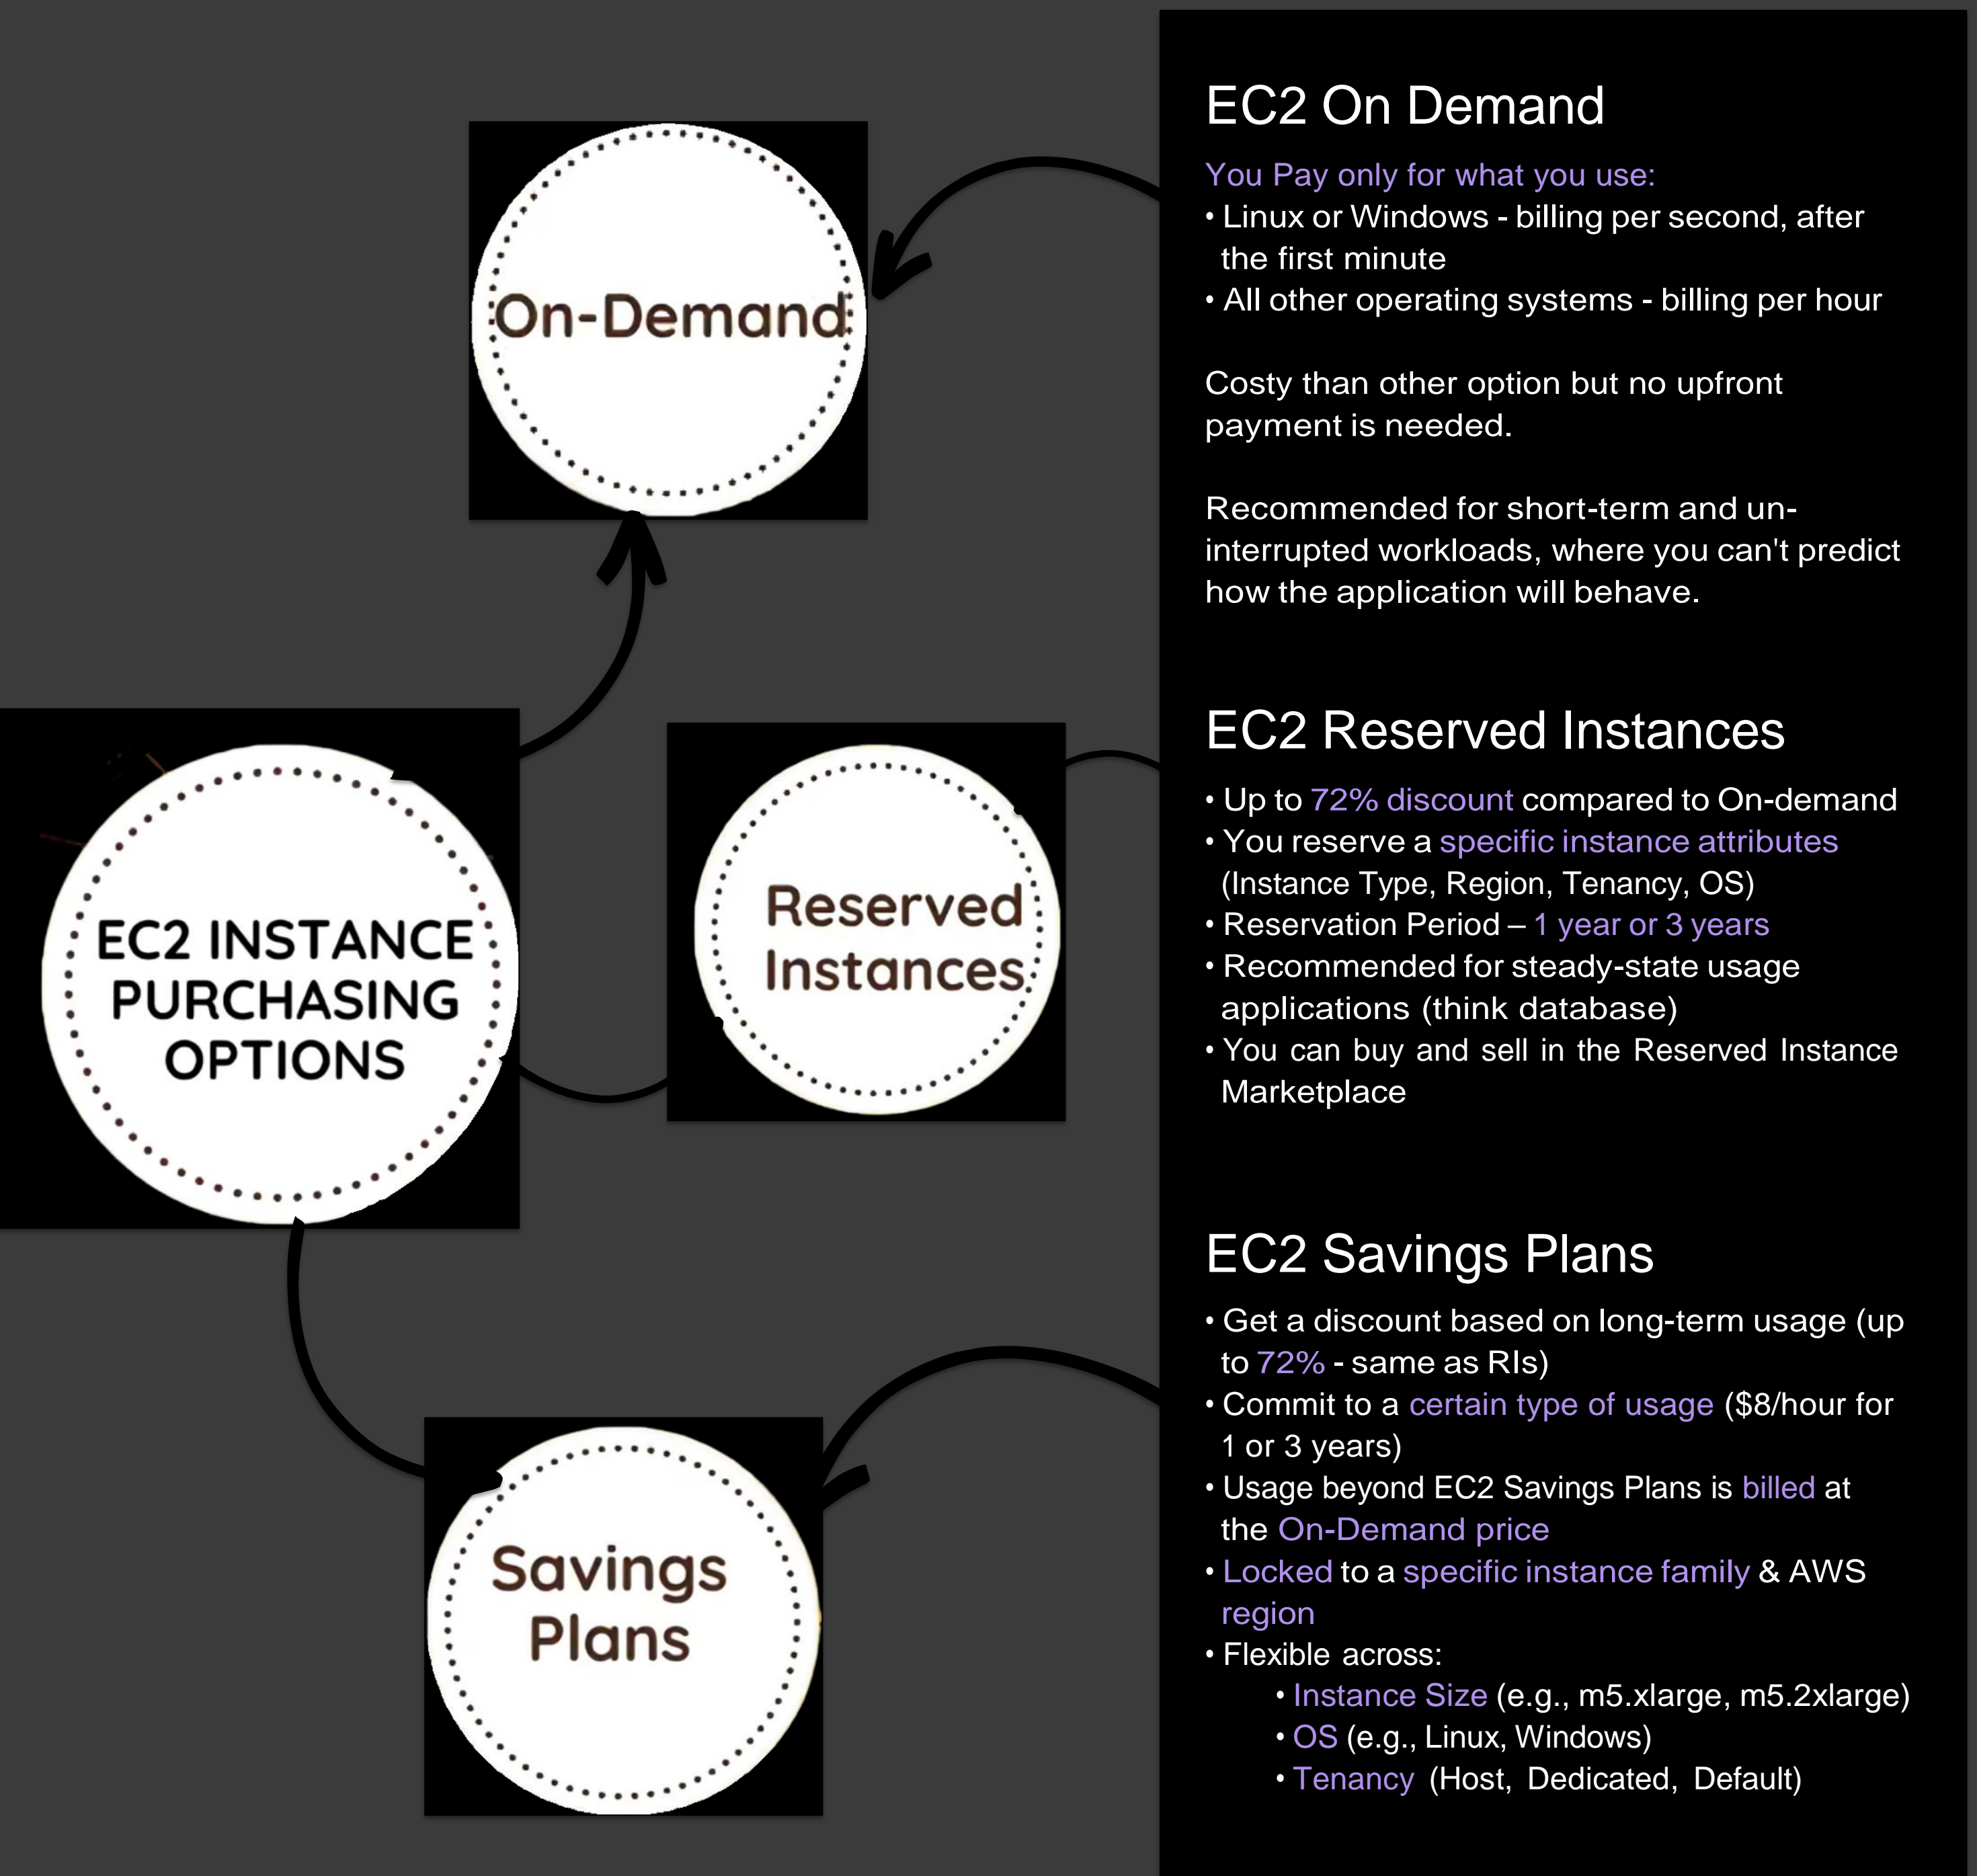 On-Demand
EC2 INSTANCE
PURCHASING
OPTIONS
Reserved
Instances
Savings
Plans
EC2 On Demand
You Pay only for what you use:
• Linux or Windows - billing per second, after
the first minute
• All other operating systems - billing per hour
Costy than other option but no upfront
payment is needed.
Recommended for short-term and un-
interrupted workloads, where you can't predict
how the application will behave.
EC2 Reserved Instances
• Up to 72% discount compared to On-demand
• You reserve a specific instance attributes
(Instance Type, Region, Tenancy, OS)
• Reservation Period – 1 year or 3 years
• Recommended for steady-state usage
applications (think database)
• You can buy and sell in the Reserved Instance
Marketplace
EC2 Savings Plans
• Get a discount based on long-term usage (up
to 72% - same as RIs)
• Commit to a certain type of usage ($8/hour for
1 or 3 years)
• Usage beyond EC2 Savings Plans is billed at
the On-Demand price
• Locked to a specific instance family & AWS
region
• Flexible across:
• Instance Size (e.g., m5.xlarge, m5.2xlarge)
• OS (e.g., Linux, Windows)
• Tenancy (Host, Dedicated, Default)